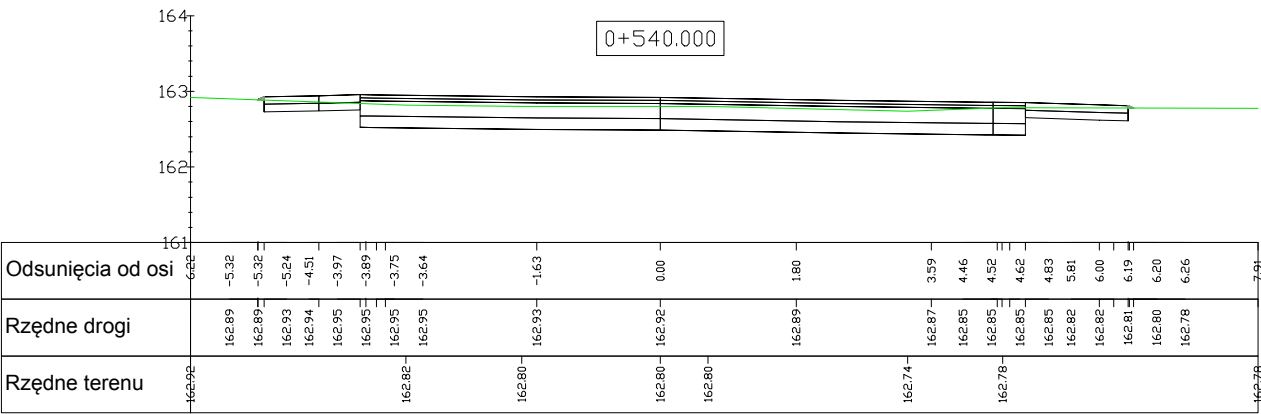 164
0+540.000
163
162
161
Odsunięcia od osi
-6.22 -5.32 -5.32 -5.24 -4.51 -3.97 -3.89 -3.75 -3.64 -1.63 0.00 1.80 3.59 4.46 4.52 4.62 4.83 5.81 6.00 6.19 6.20 6.26 7.91
Rzędne drogi
162.89 162.89 162.93 162.94 162.95 162.95 162.95 162.95 162.93 162.92 162.89 162.87 162.85 162.85 162.85 162.85 162.82 162.82 162.81 162.80 162.78
Rzędne terenu
162.92 162.82 162.80 162.80 162.80 162.74 162.78 162.78